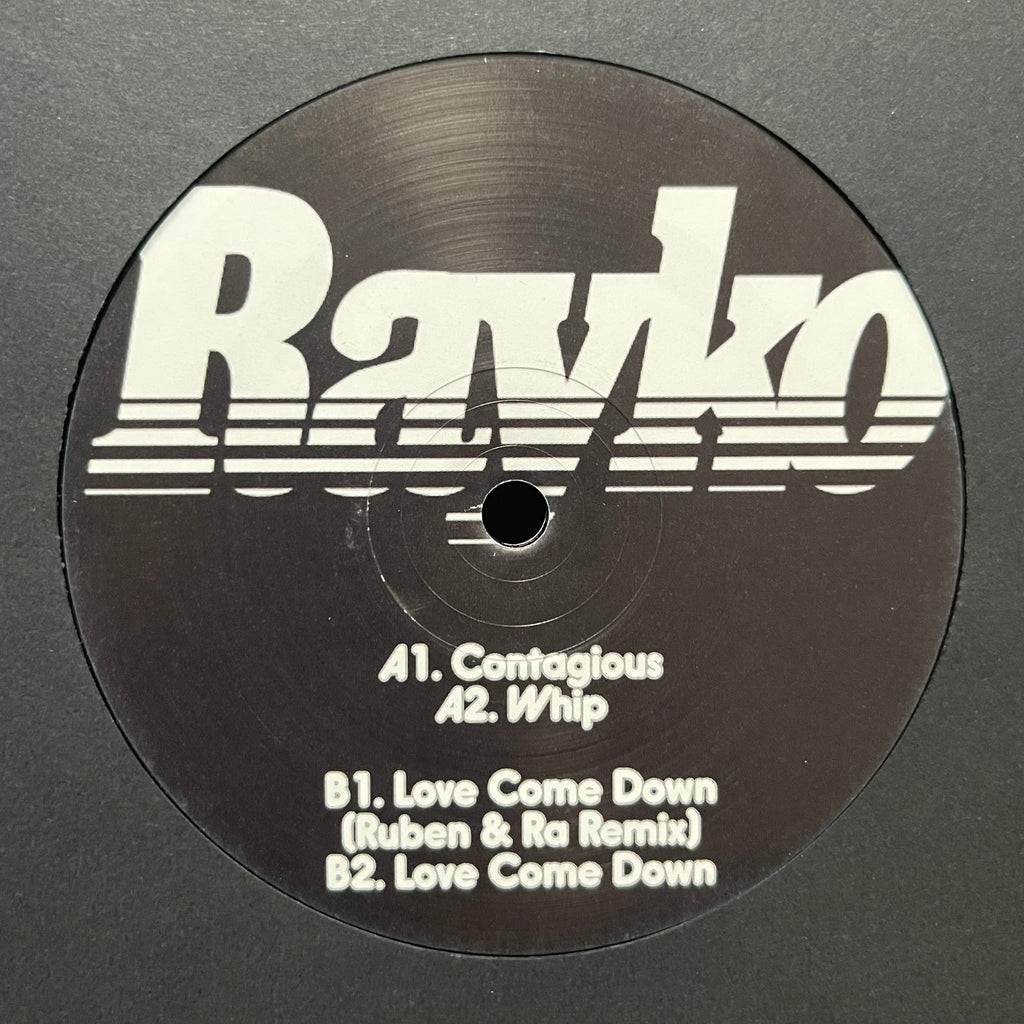 Rayko
A1. Contagious
A2. Whip
B1. Love Come Down
(Ruben & Ra Remix)
B2. Love Come Down